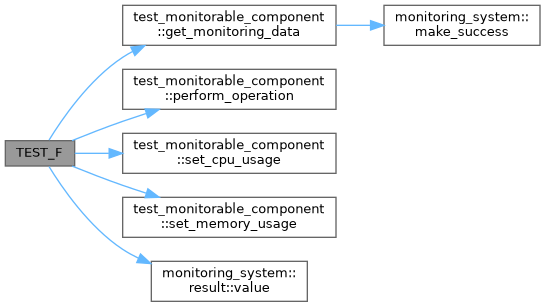 TEST_F
test_monitorable_component
::get_monitoring_data
monitoring_system::
make_success
test_monitorable_component
::perform_operation
test_monitorable_component
::set_cpu_usage
test_monitorable_component
::set_memory_usage
monitoring_system::
result::value